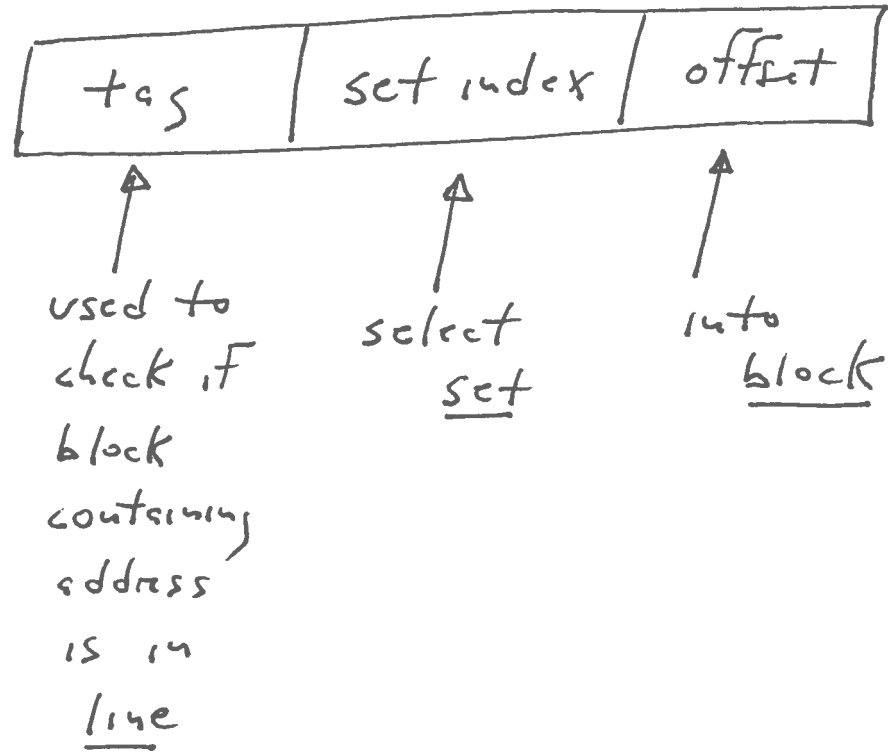 tag set index offset
used to
check if
block
containing
address
is in
line
select
set
into
block